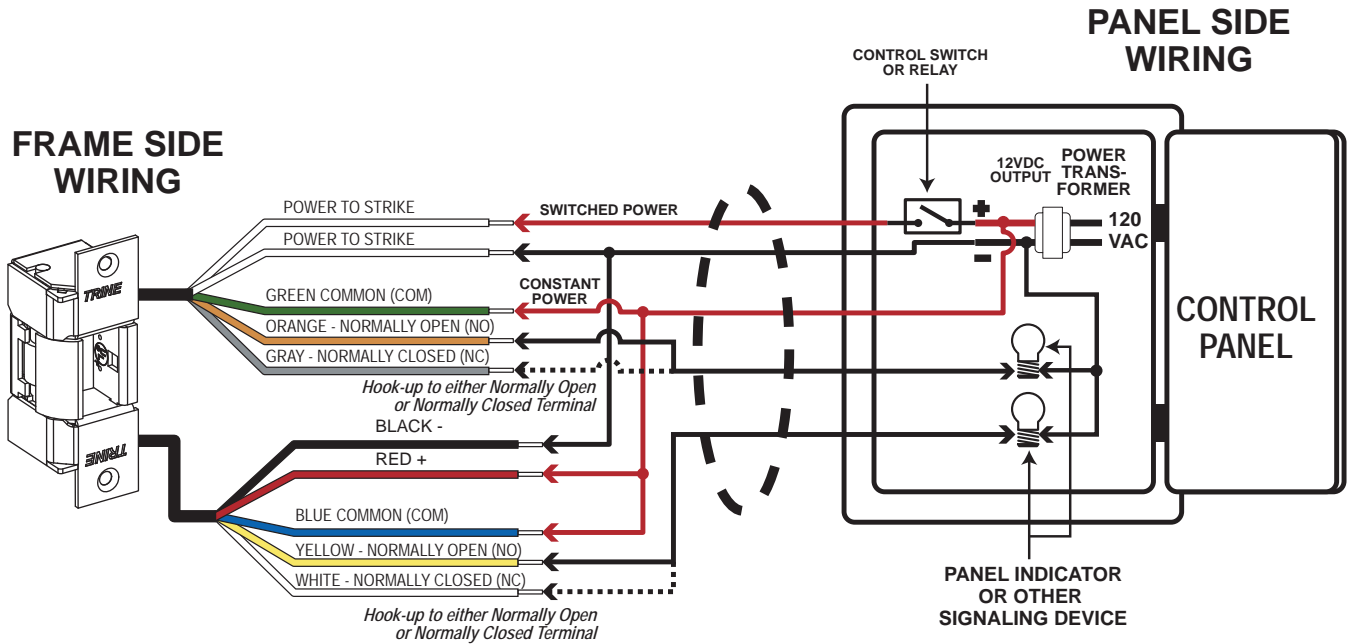 PANEL SIDE
WIRING
CONTROL SWITCH
OR RELAY
FRAME SIDE
WIRING
12VDC
OUTPUT
POWER
TRANS-
FORMER
POWER TO STRIKE
SWITCHED POWER
+
120
VAC
-
POWER TO STRIKE
TRINE
GREEN COMMON (COM)
CONSTANT
POWER
ORANGE - NORMALLY OPEN (NO)
GRAY - NORMALLY CLOSED (NC)
Hook-up to either Normally Open
or Normally Closed Terminal
CONTROL
PANEL
BLACK -
TRINE
RED +
BLUE COMMON (COM)
YELLOW - NORMALLY OPEN (NO)
WHITE - NORMALLY CLOSED (NC)
Hook-up to either Normally Open
or Normally Closed Terminal
PANEL INDICATOR
OR OTHER
SIGNALING DEVICE